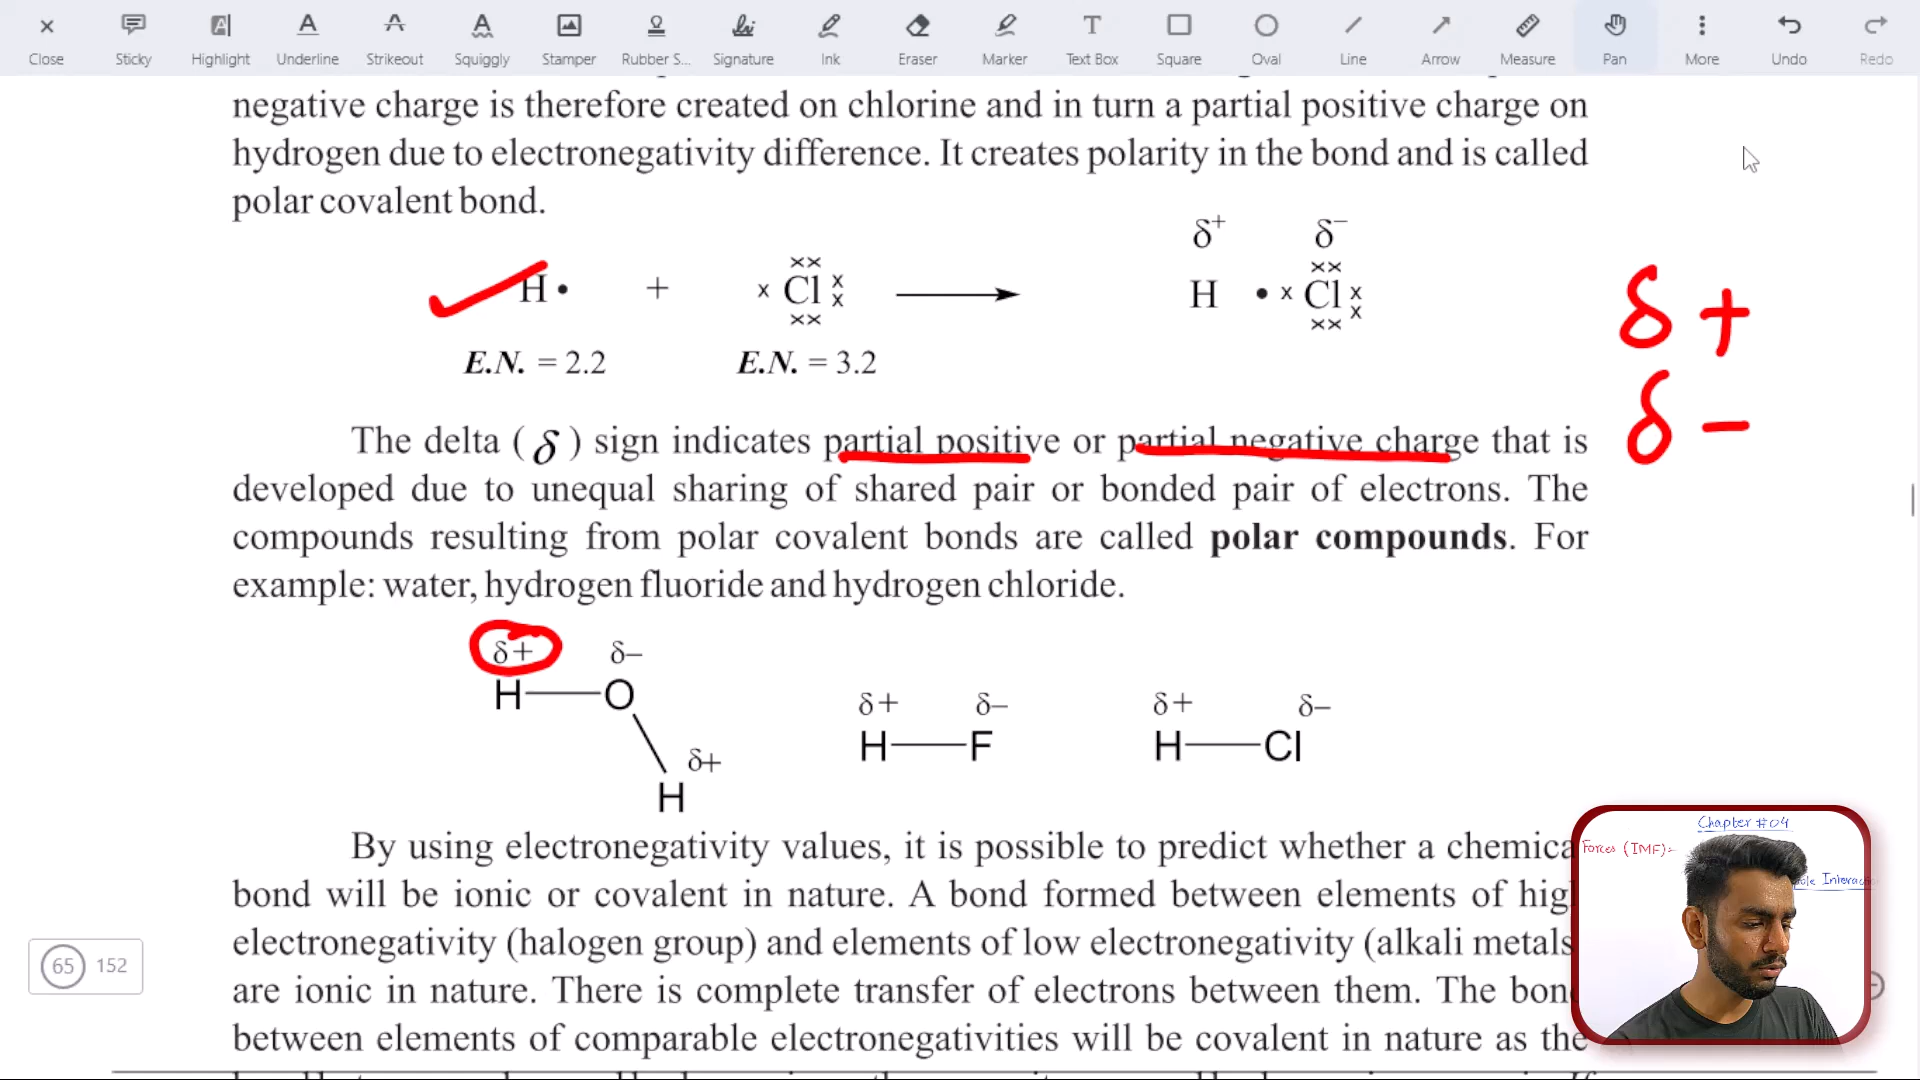 Close Sticky Highlight Underline Strikeout Squiggly Stamper Rubber S... Signature Ink Eraser Marker Text Box Square Oval Line Arrow Measure Pan More Undo Redo
negative charge is therefore created on chlorine and in turn a partial positive charge on
hydrogen due to electronegativity difference. It creates polarity in the bond and is called
polar covalent bond.
δ+ δ–
H • + x Cl xx xx x x → H • x Cl xx xx x x
E.N. = 2.2 E.N. = 3.2
δ +
δ –
The delta ( δ ) sign indicates partial positive or partial negative charge that is
developed due to unequal sharing of shared pair or bonded pair of electrons. The
compounds resulting from polar covalent bonds are called polar compounds. For
example: water, hydrogen fluoride and hydrogen chloride.
δ+ δ–
H O
δ+
H
δ+ δ–
H F
δ+ δ–
H Cl
By using electronegativity values, it is possible to predict whether a chemica
bond will be ionic or covalent in nature. A bond formed between elements of hig
electronegativity (halogen group) and elements of low electronegativity (alkali metals
are ionic in nature. There is complete transfer of electrons between them. The bon
between elements of comparable electronegativities will be covalent in nature as the
65 152
Chapter #04
Forces (IMF):-
ole Interaction